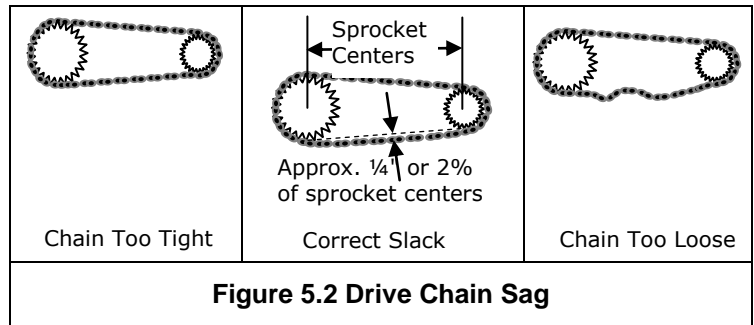 Sprocket
Centers
Approx. ¼" or 2%
of sprocket centers
Chain Too Tight
Correct Slack
Chain Too Loose
Figure 5.2 Drive Chain Sag